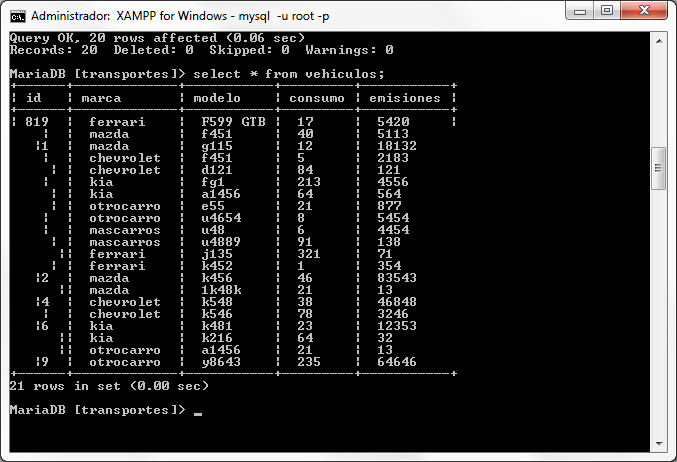 Administrador: XAMPP for Windows - mysql -u root -p
Query OK, 20 rows affected (0.06 sec)
Records: 20  Deleted: 0  Skipped: 0  Warnings: 0
MariaDB [transportes]> select * from vehiculos;
+------+-----------+----------+---------+-----------+
| id   | marca     | modelo   | consumo | emisiones |
+------+-----------+----------+---------+-----------+
| 819  | ferrari   | F599 GTB | 17      | 5420      |
|      | mazda     | f451     | 40      | 5113
|1     | mazda     | g115     | 12      | 18132
|      | chevrolet | f451     | 5       | 2183
|      | chevrolet | d121     | 84      | 121
|      | kia       | fg1      | 213     | 4556
|      | kia       | a1456    | 64      | 564
|      | otrocarro | e55      | 21      | 877
|      | otrocarro | u4654    | 8       | 5454
|      | mascarros | u48      | 6       | 4454
|      | mascarros | u4889    | 91      | 138
||     | ferrari   | j135     | 321     | 71
|      | ferrari   | k452     | 1       | 354
|2     | mazda     | k456     | 46      | 83543
||     | mazda     | 1k48k    | 21      | 13
|4     | chevrolet | k548     | 38      | 46848
|      | chevrolet | k546     | 78      | 3246
|6     | kia       | k481     | 23      | 12353
||     | kia       | k216     | 64      | 32
||     | otrocarro | a1456    | 21      | 13
|9     | otrocarro | y8643    | 235     | 64646
+------+-----------+----------+---------+-----------+
21 rows in set (0.00 sec)
MariaDB [transportes]> _